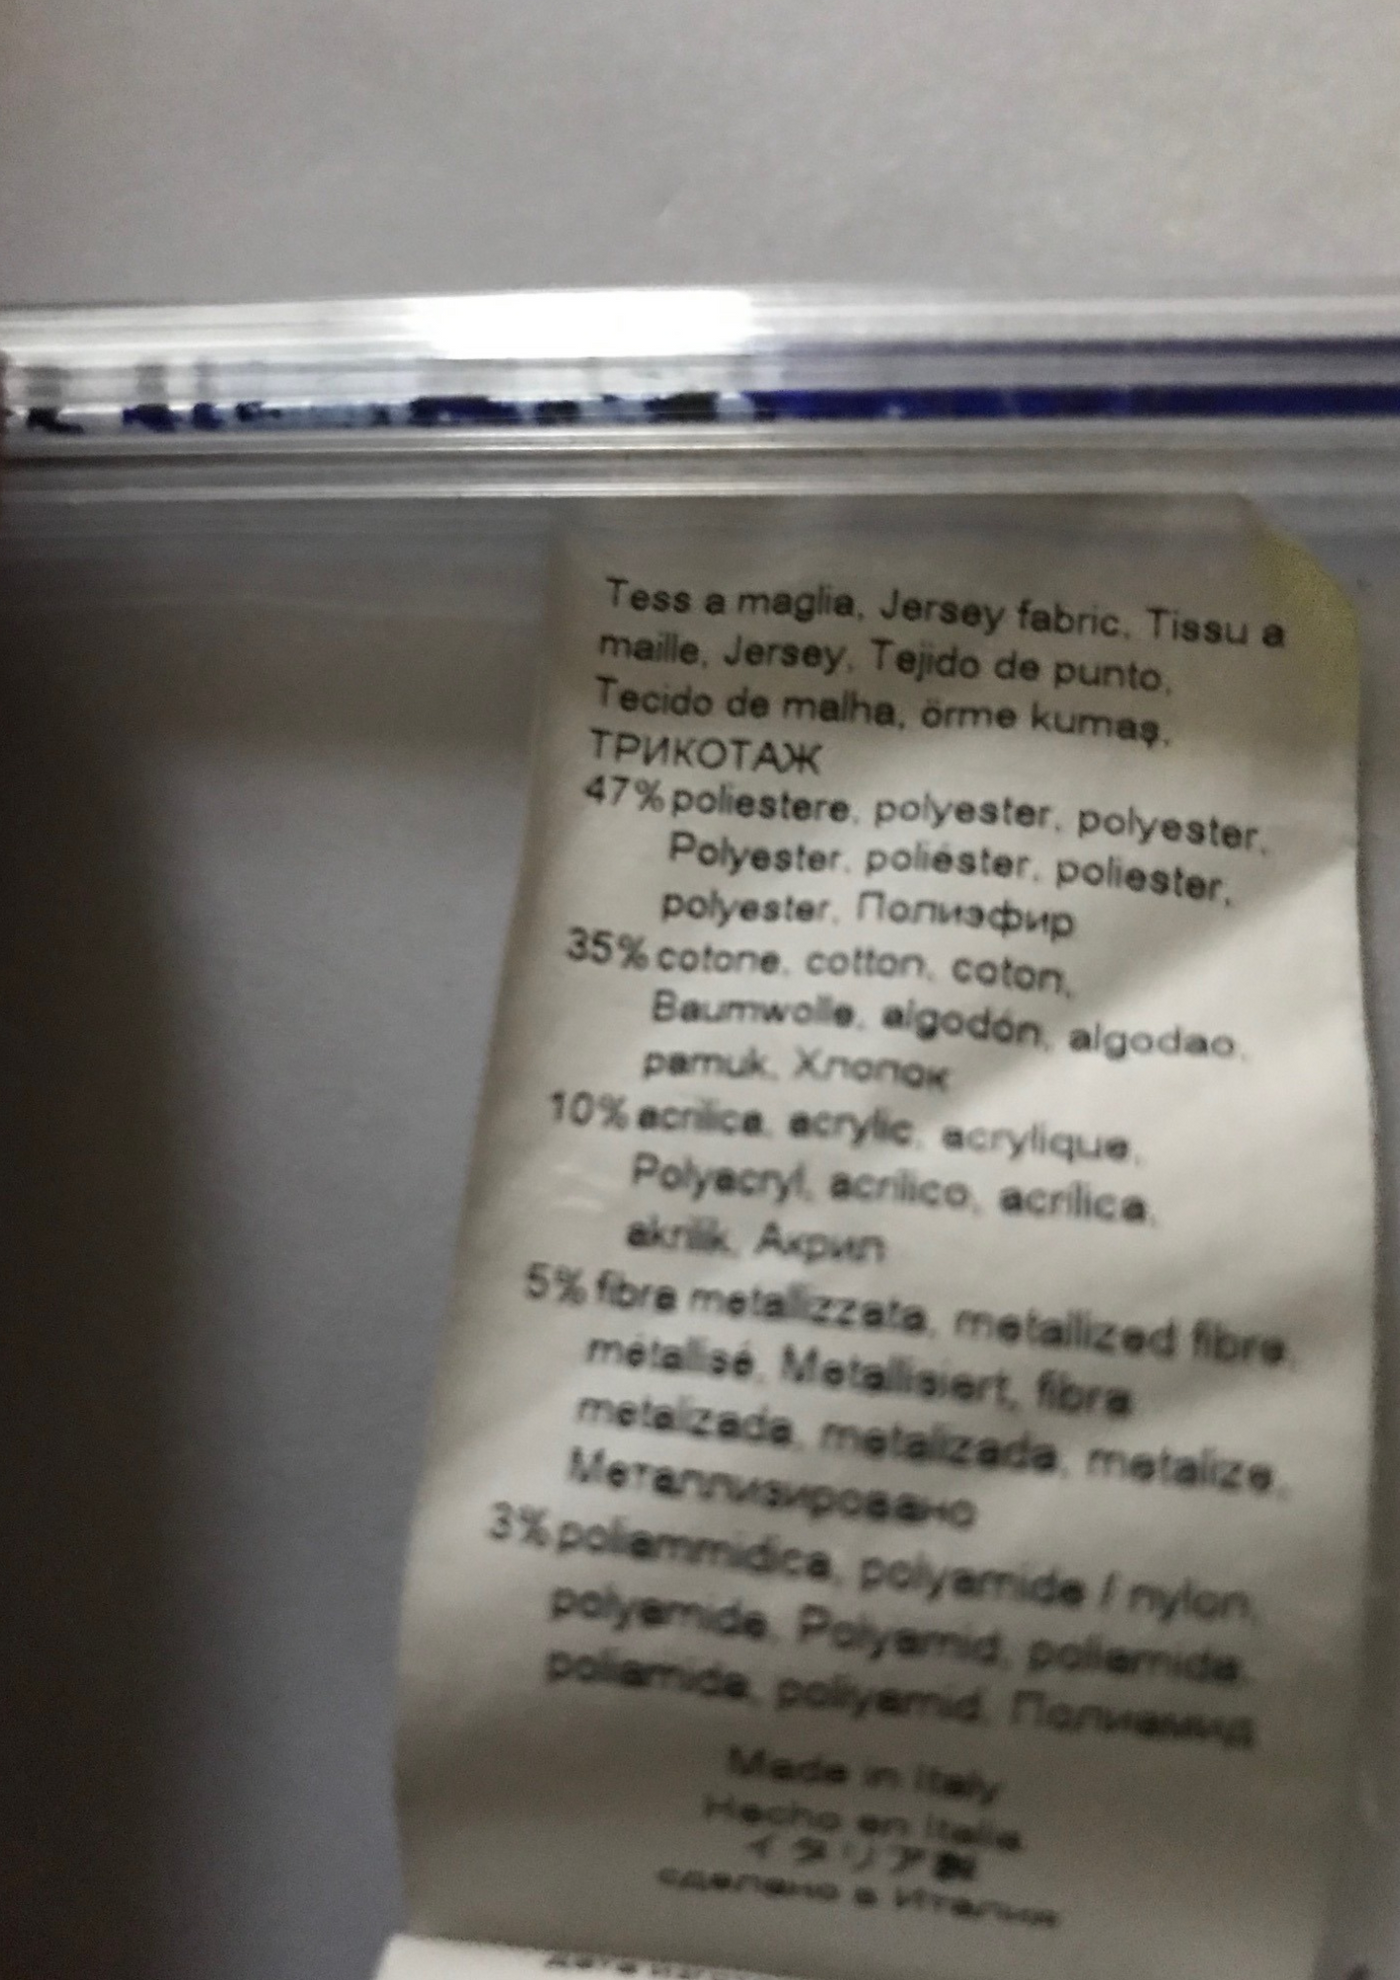 Tess a maglia, Jersey fabric, Tissu a
maille, Jersey, Tejido de punto,
Tecido de malha, örme kumaş,
ТРИКОТАЖ
47% poliestere, polyester, polyester,
Polyester, poliéster, poliester,
polyester, Полиэфир
35% cotone, cotton, coton,
Baumwolle, algodón, algodao,
pamuk, Хлопок
10% acrilica, acrylic, acrylique,
Polyacryl, acrílico, acrílica,
akrilik, Акрил
5% fibra metallizzata, metallized fibre,
métallisé, Metallisiert, fibra
metalizada, metalizada, metalize,
Металлизировано
3% poliammidica, polyamide / nylon,
polyamide, Polyamid, poliamida,
poliamida, poliyamid, Полиамид
Made in Italy
Hecho en Italia
イタリア製
сделано в Италии